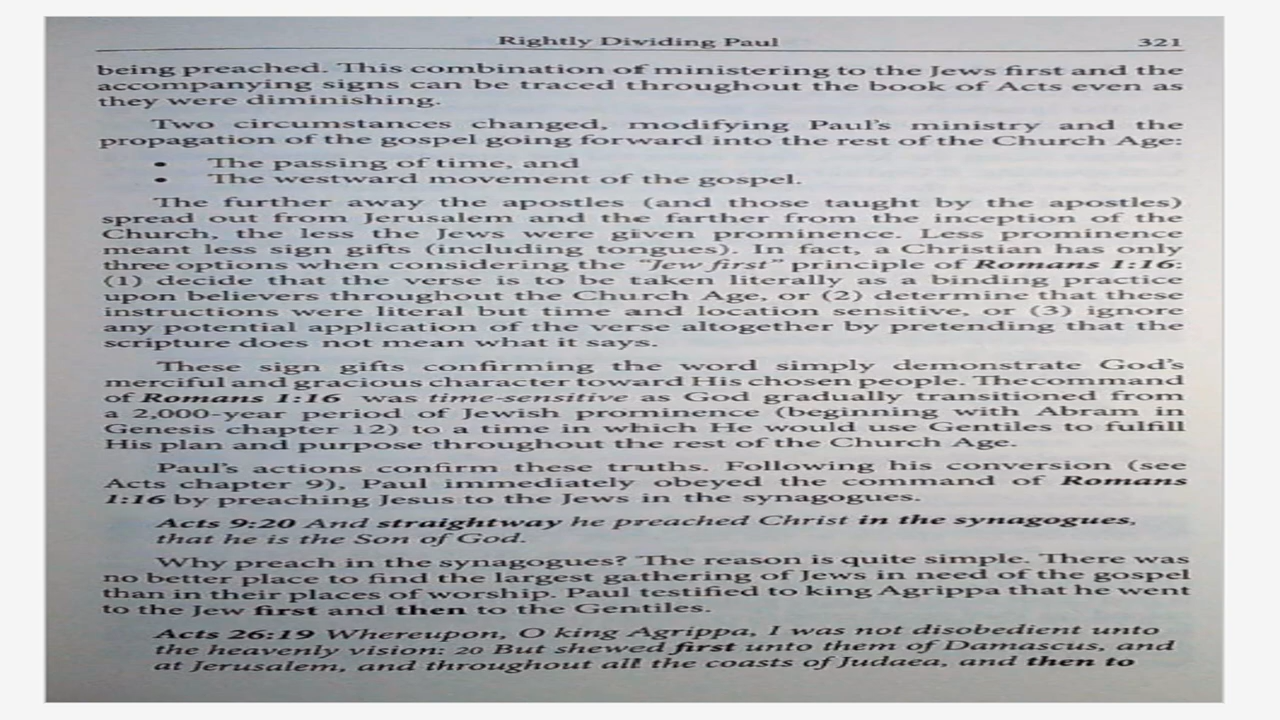 Rightly Dividing Paul 321
being preached. This combination of ministering to the Jews first and the
accompanying signs can be traced throughout the book of Acts even as
they were diminishing.
Two circumstances changed, modifying Paul's ministry and the
propagation of the gospel going forward into the rest of the Church Age:
• The passing of time, and
• The westward movement of the gospel.
The further away the apostles (and those taught by the apostles)
spread out from Jerusalem and the farther from the inception of the
Church, the less the Jews were given prominence. Less prominence
meant less sign gifts (including tongues). In fact, a Christian has only
three options when considering the "Jew first" principle of Romans 1:16:
(1) decide that the verse is to be taken literally as a binding practice
upon believers throughout the Church Age, or (2) determine that these
instructions were literal but time and location sensitive, or (3) ignore
any potential application of the verse altogether by pretending that the
scripture does not mean what it says.
These sign gifts confirming the word simply demonstrate God's
merciful and gracious character toward His chosen people. The command
of Romans 1:16 was time-sensitive as God gradually transitioned from
a 2,000-year period of Jewish prominence (beginning with Abram in
Genesis chapter 12) to a time in which He would use Gentiles to fulfill
His plan and purpose throughout the rest of the Church Age.
Paul's actions confirm these truths. Following his conversion (see
Acts chapter 9), Paul immediately obeyed the command of Romans
1:16 by preaching Jesus to the Jews in the synagogues.
Acts 9:20 And straightway he preached Christ in the synagogues,
that he is the Son of God.
Why preach in the synagogues? The reason is quite simple. There was
no better place to find the largest gathering of Jews in need of the gospel
than in their places of worship. Paul testified to king Agrippa that he went
to the Jew first and then to the Gentiles.
Acts 26:19 Whereupon, O king Agrippa, I was not disobedient unto
the heavenly vision: 20 But shewed first unto them of Damascus, and
at Jerusalem, and throughout all the coasts of Judaea, and then to